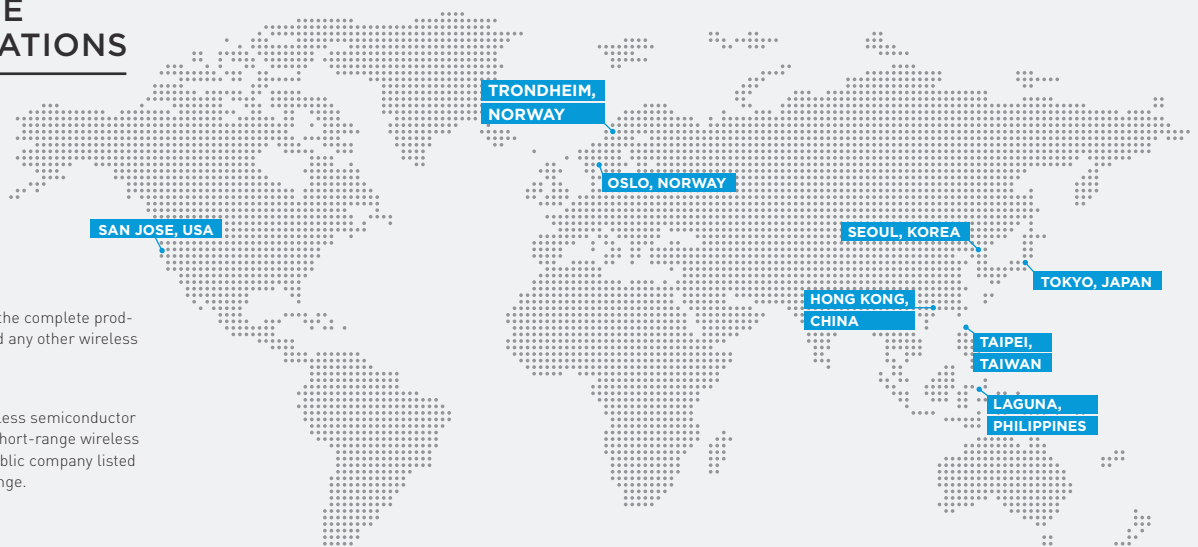 E
ATIONS
TRONDHEIM,
NORWAY
OSLO, NORWAY
SAN JOSE, USA
SEOUL, KOREA
TOKYO, JAPAN
HONG KONG,
CHINA
TAIPEI,
TAIWAN
LAGUNA,
PHILIPPINES
the complete prod-
d any other wireless
less semiconductor
hort-range wireless
blic company listed
nge.